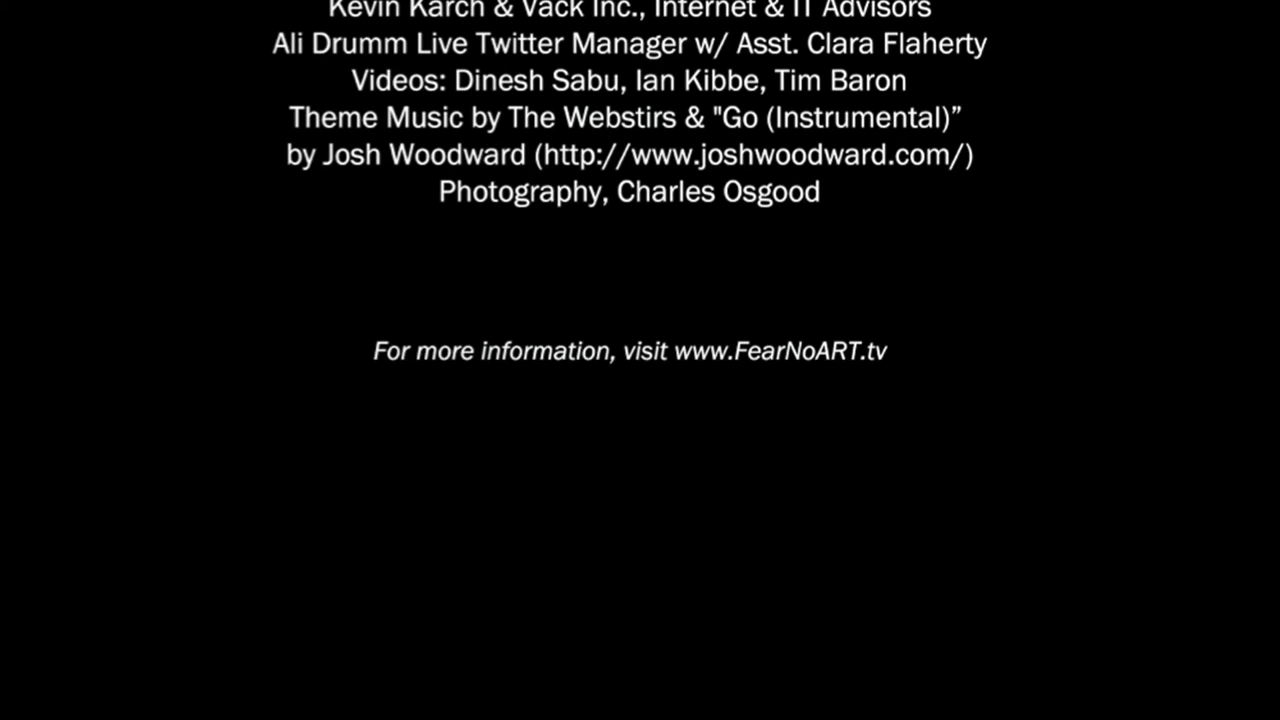 Kevin Karch & Vack Inc., Internet & IT Advisors
Ali Drumm Live Twitter Manager w/ Asst. Clara Flaherty
Videos: Dinesh Sabu, Ian Kibbe, Tim Baron
Theme Music by The Webstirs & "Go (Instrumental)”
by Josh Woodward (http://www.joshwoodward.com/)
Photography, Charles Osgood
For more information, visit www.FearNoART.tv